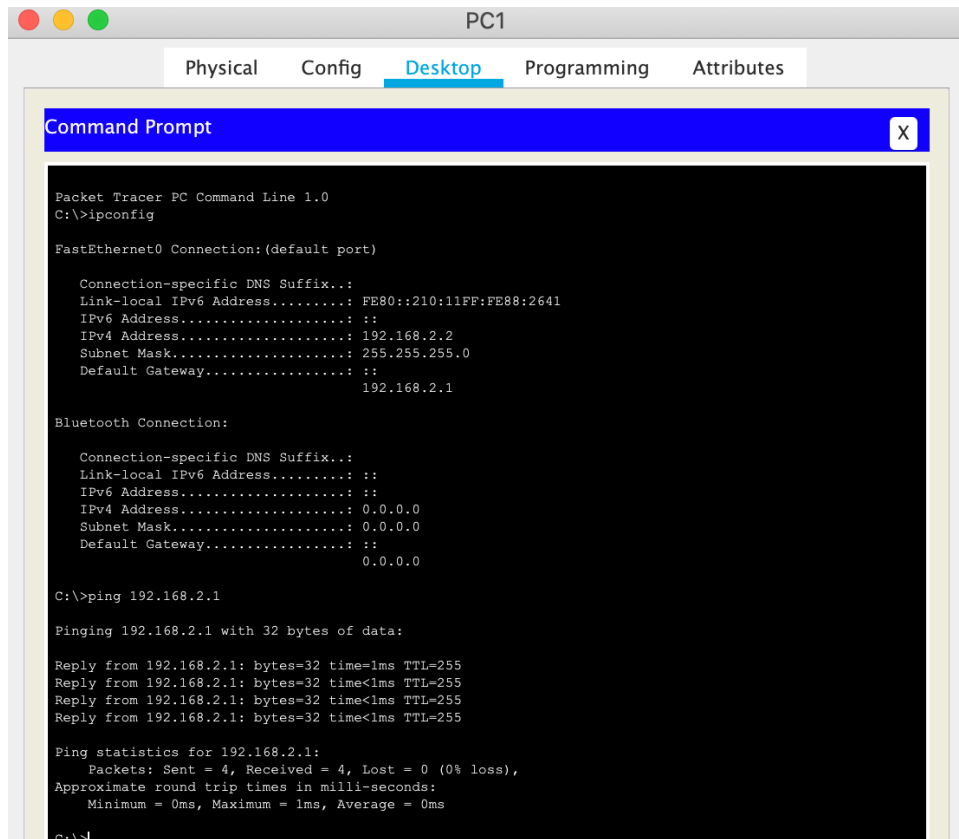 PC1
Physical Config Desktop Programming Attributes
Command Prompt
X
Packet Tracer PC Command Line 1.0
C:\>ipconfig
FastEthernet0 Connection:(default port)
Connection-specific DNS Suffix..:
Link-local IPv6 Address.........: FE80::210:11FF:FE88:2641
IPv6 Address....................: ::
IPv4 Address....................: 192.168.2.2
Subnet Mask.....................: 255.255.255.0
Default Gateway.................: ::
192.168.2.1
Bluetooth Connection:
Connection-specific DNS Suffix..:
Link-local IPv6 Address.........: ::
IPv6 Address....................: ::
IPv4 Address....................: 0.0.0.0
Subnet Mask.....................: 0.0.0.0
Default Gateway.................: ::
0.0.0.0
C:\>ping 192.168.2.1
Pinging 192.168.2.1 with 32 bytes of data:
Reply from 192.168.2.1: bytes=32 time=1ms TTL=255
Reply from 192.168.2.1: bytes=32 time<1ms TTL=255
Reply from 192.168.2.1: bytes=32 time<1ms TTL=255
Reply from 192.168.2.1: bytes=32 time<1ms TTL=255
Ping statistics for 192.168.2.1:
Packets: Sent = 4, Received = 4, Lost = 0 (0% loss),
Approximate round trip times in milli-seconds:
Minimum = 0ms, Maximum = 1ms, Average = 0ms
C:\>